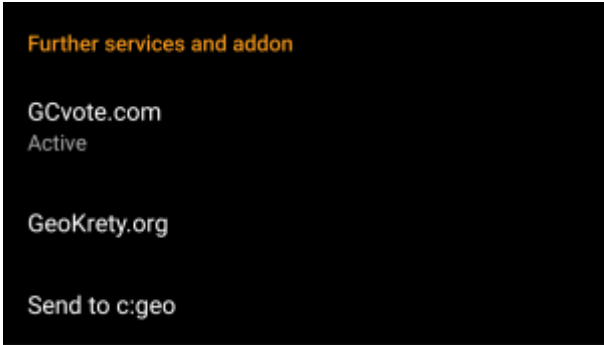 Further services and addon
GCvote.com
Active
GeoKrety.org
Send to c:geo